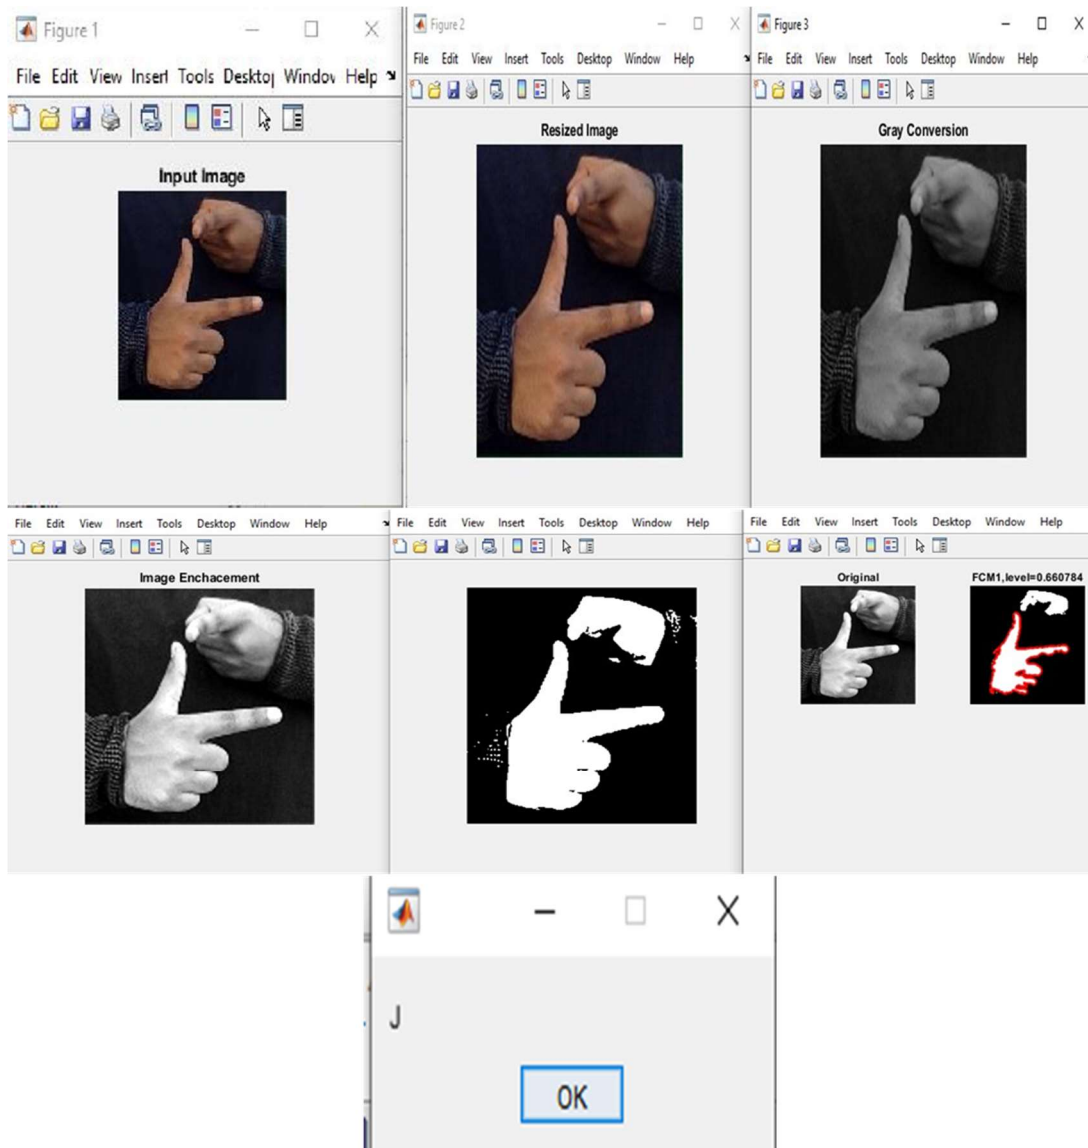 Figure 1
File Edit View Insert Tools Desktop Window Help
Input Image
Figure 2
File Edit View Insert Tools Desktop Window Help
Resized Image
Figure 3
File Edit View Insert Tools Desktop Window Help
Gray Conversion
File Edit View Insert Tools Desktop Window Help
Image Enchacement
File Edit View Insert Tools Desktop Window Help
File Edit View Insert Tools Desktop Window Help
Original
FCM1,level=0.660784
J
OK